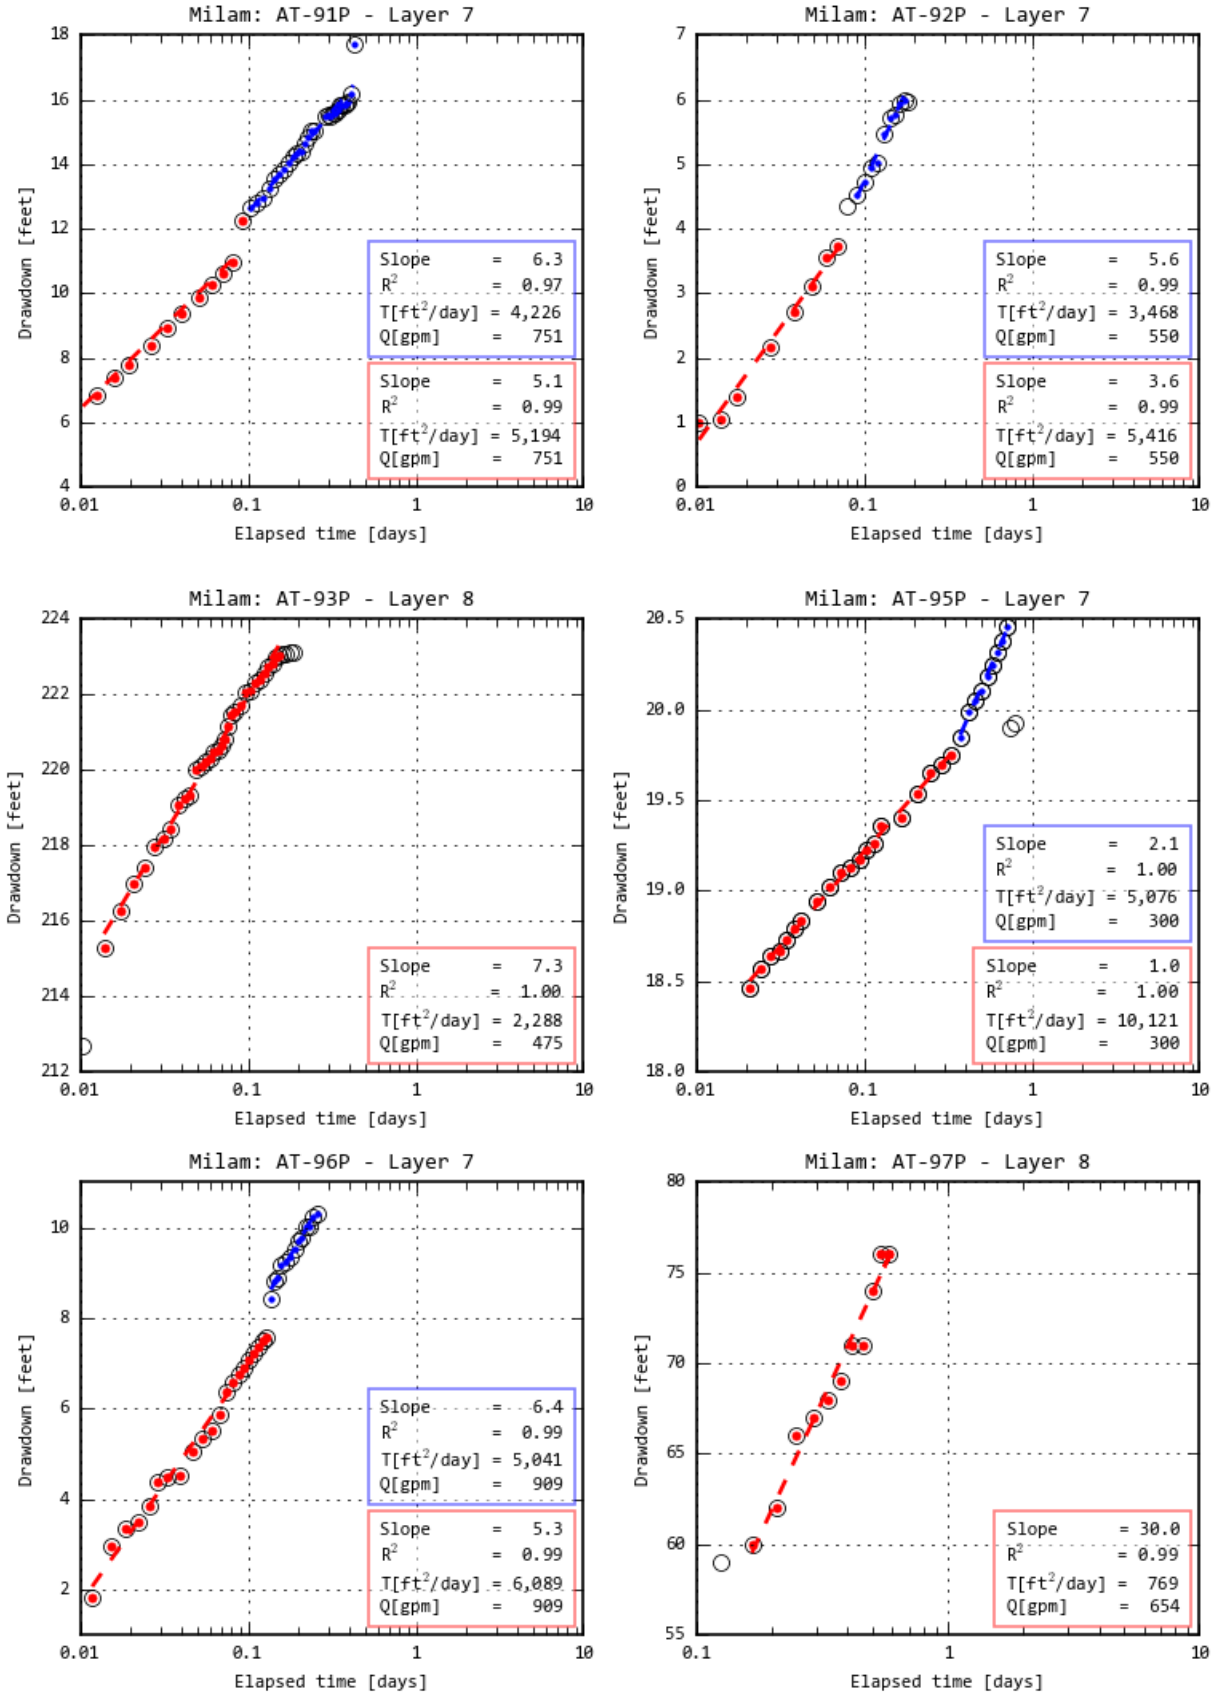 Milam: AT-91P - Layer 7
18
16
14
12
10
8
6
4
Drawdown [feet]
Slope = 6.3
R2 = 0.97
T[ft2/day] = 4,226
Q[gpm] = 751
Slope = 5.1
R2 = 0.99
T[ft2/day] = 5,194
Q[gpm] = 751
0.01 0.1 1 10
Elapsed time [days]
Milam: AT-92P - Layer 7
7
6
5
4
3
2
1
0
Drawdown [feet]
Slope = 5.6
R2 = 0.99
T[ft2/day] = 3,468
Q[gpm] = 550
Slope = 3.6
R2 = 0.99
T[ft2/day] = 5,416
Q[gpm] = 550
0.01 0.1 1 10
Elapsed time [days]
Milam: AT-93P - Layer 8
224
222
220
218
216
214
212
Drawdown [feet]
Slope = 7.3
R2 = 1.00
T[ft2/day] = 2,288
Q[gpm] = 475
0.01 0.1 1 10
Elapsed time [days]
Milam: AT-95P - Layer 7
20.5
20.0
19.5
19.0
18.5
18.0
Drawdown [feet]
Slope = 2.1
R2 = 1.00
T[ft2/day] = 5,076
Q[gpm] = 300
Slope = 1.0
R2 = 1.00
T[ft2/day] = 10,121
Q[gpm] = 300
0.01 0.1 1 10
Elapsed time [days]
Milam: AT-96P - Layer 7
10
8
6
4
2
Drawdown [feet]
Slope = 6.4
R2 = 0.99
T[ft2/day] = 5,041
Q[gpm] = 909
Slope = 5.3
R2 = 0.99
T[ft2/day] = 6,089
Q[gpm] = 909
0.01 0.1 1 10
Elapsed time [days]
Milam: AT-97P - Layer 8
80
75
70
65
60
55
Drawdown [feet]
Slope = 30.0
R2 = 0.99
T[ft2/day] = 769
Q[gpm] = 654
0.1 1 10
Elapsed time [days]